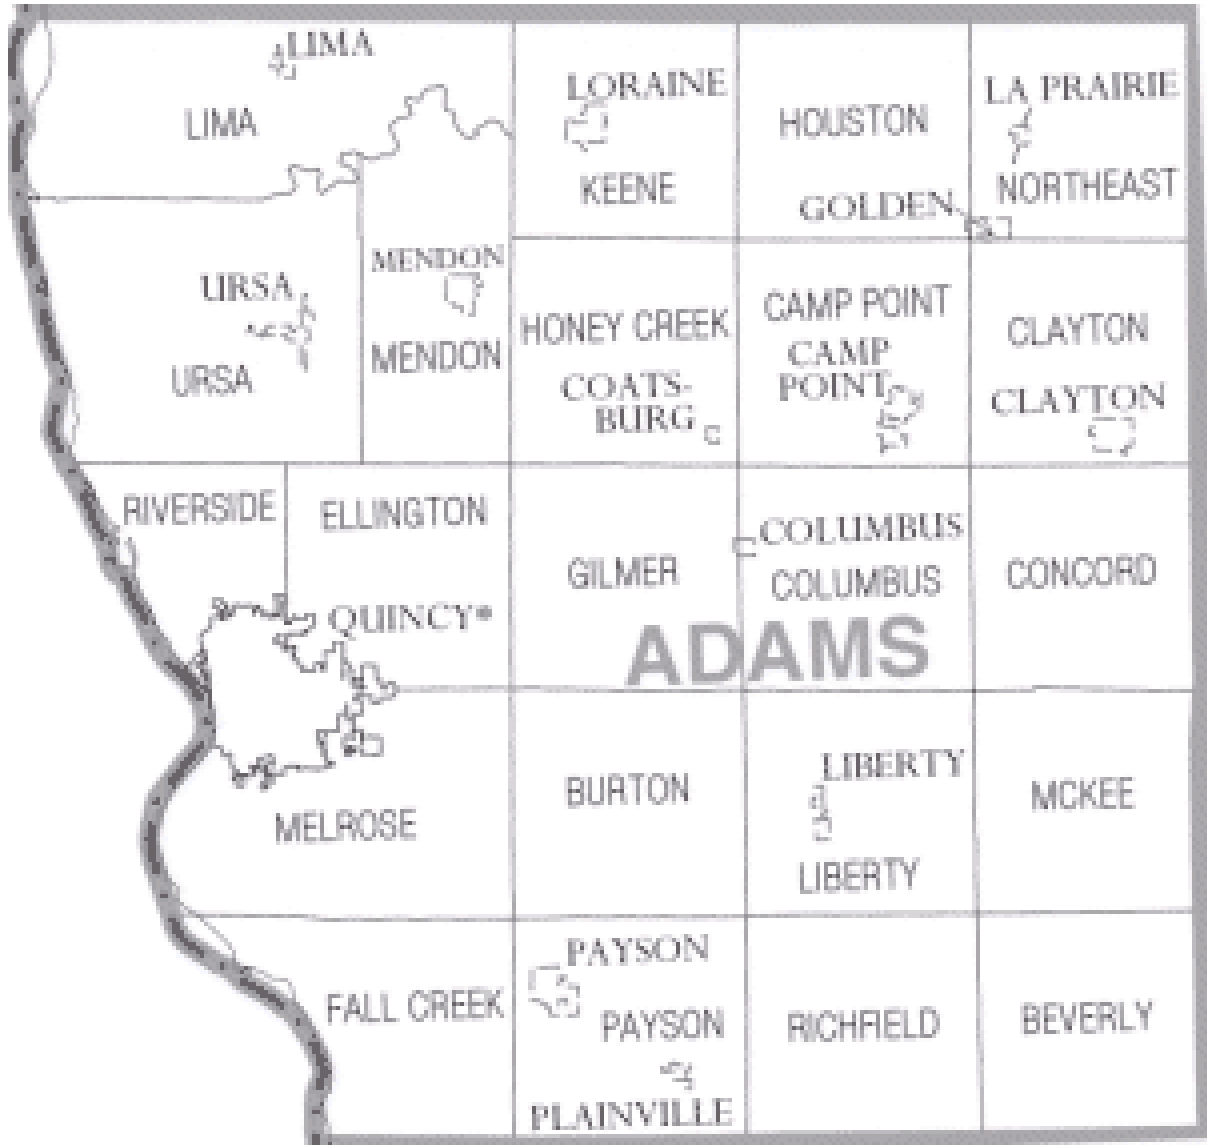 LIMA
LIMA
LORAINE
KEENE
HOUSTON
GOLDEN
LA PRAIRIE
NORTHEAST
URSA
URSA
MENDON
MENDON
HONEY CREEK
COATS-
BURG
CAMP POINT
CAMP
POINT
CLAYTON
CLAYTON
RIVERSIDE
ELLINGTON
QUINCY*
GILMER
COLUMBUS
COLUMBUS
CONCORD
ADAMS
MELROSE
BURTON
LIBERTY
LIBERTY
MCKEE
FALL CREEK
PAYSON
PAYSON
PLAINVILLE
RICHFIELD
BEVERLY